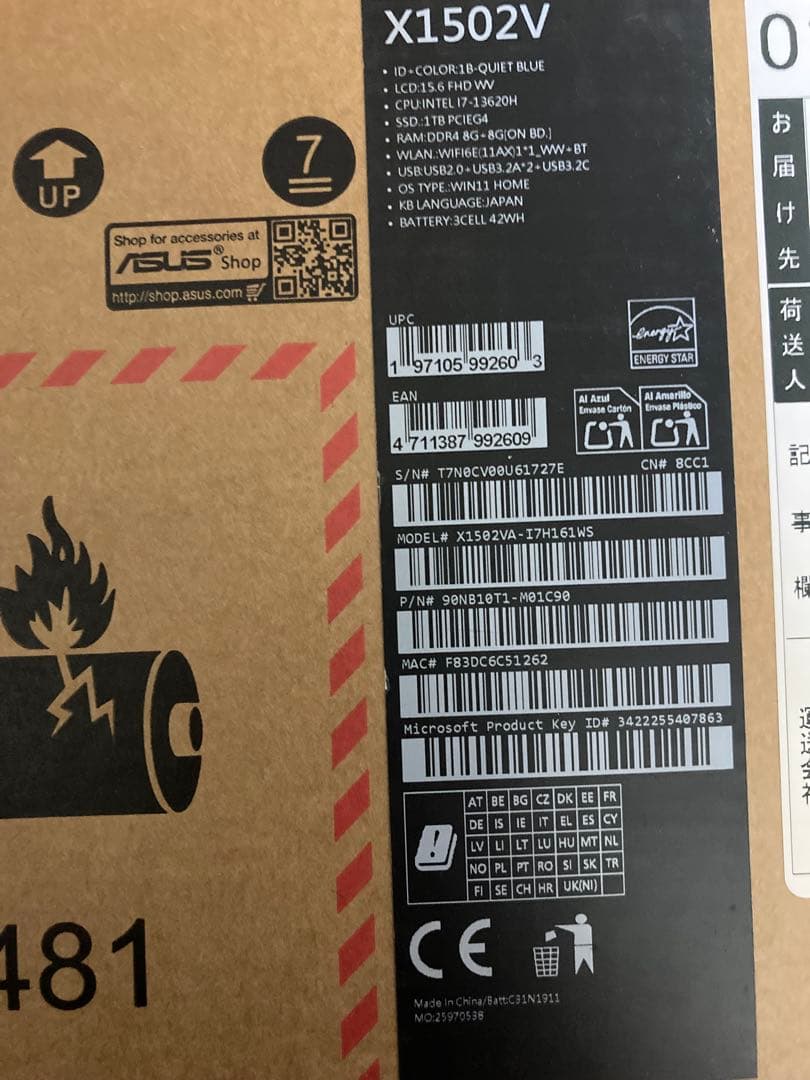 X1502V
• ID+COLOR:1B-QUIET BLUE
• LCD:15.6 FHD WV
• CPU:INTEL I7-13620H
• SSD.:1TB PCIEG4
• RAM:DDR4 8G+8G[ON BD.]
• WLAN.:WIFI6E(11AX)1*1_WW+BT
• USB:USB2.0+USB3.2A*2+USB3.2C
• OS TYPE.:WIN11 HOME
• KB LANGUAGE:JAPAN
• BATTERY:3CELL 42WH
UP
7
Shop for accessories at
ASUS® Shop
http://shop.asus.com
UPC
1 97105 99260 3
energy
ENERGY STAR
EAN
4 711387 992609
Al Azul
Envase Cartón
Al Amarillo
Envase Plástico
S/N# T7N0CV00U61727E CN# 8CC1
MODEL# X1502VA-I7H161WS
P/N# 90NB10T1-M01C90
MAC# F83DC6C51262
Microsoft Product Key ID# 3422255407863
AT BE BG CZ DK EE FR
DE IS IE IT EL ES CY
LV LI LT LU HU MT NL
NO PL PT RO SI SK TR
FI SE CH HR UK(NI)
CE
Made in China/Batt:C31N1911
MO:25970538
481
0
お届け先
荷送人
記事欄